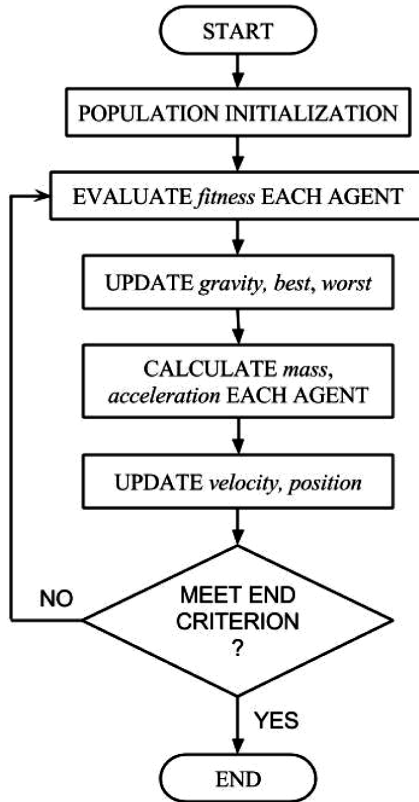 START
POPULATION INITIALIZATION
EVALUATE fitness EACH AGENT
UPDATE gravity, best, worst
CALCULATE mass,
acceleration EACH AGENT
UPDATE velocity, position
MEET END
CRITERION
?
NO
YES
END